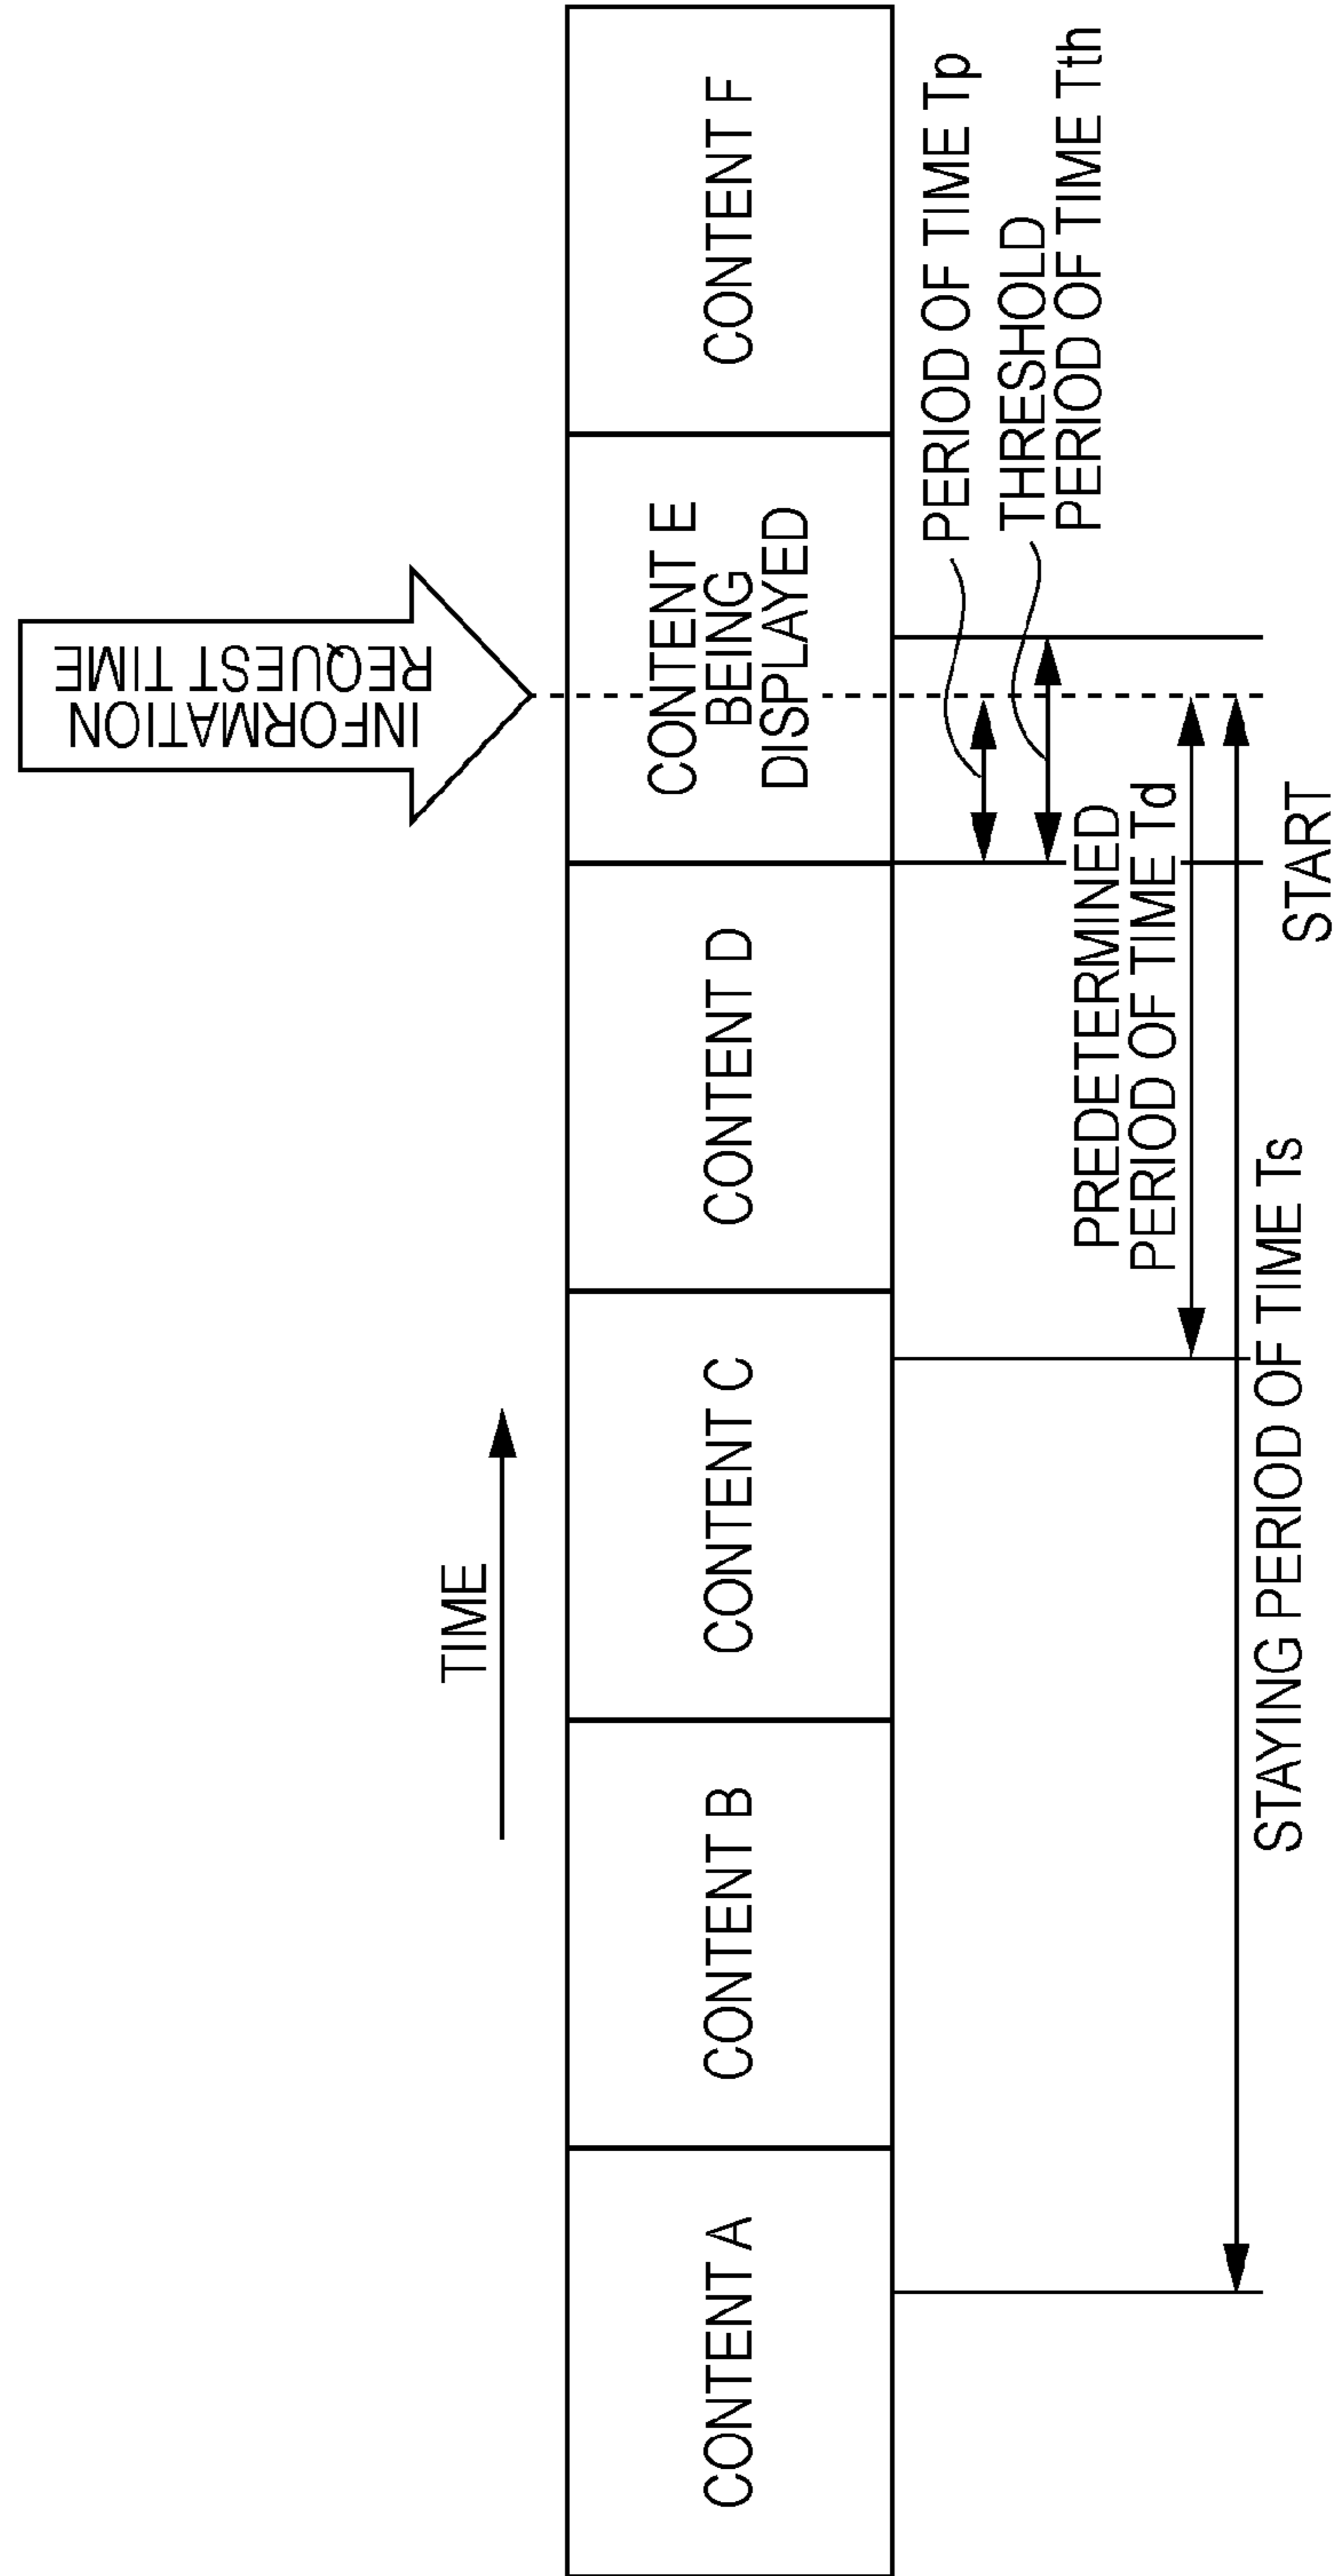 INFORMATION
REQUEST TIME
TIME
CONTENT A
CONTENT B
CONTENT C
CONTENT D
CONTENT E
BEING
DISPLAYED
CONTENT F
PERIOD OF TIME Tp
THRESHOLD
PERIOD OF TIME Tth
PREDETERMINED
PERIOD OF TIME Td
STAYING PERIOD OF TIME Ts
START